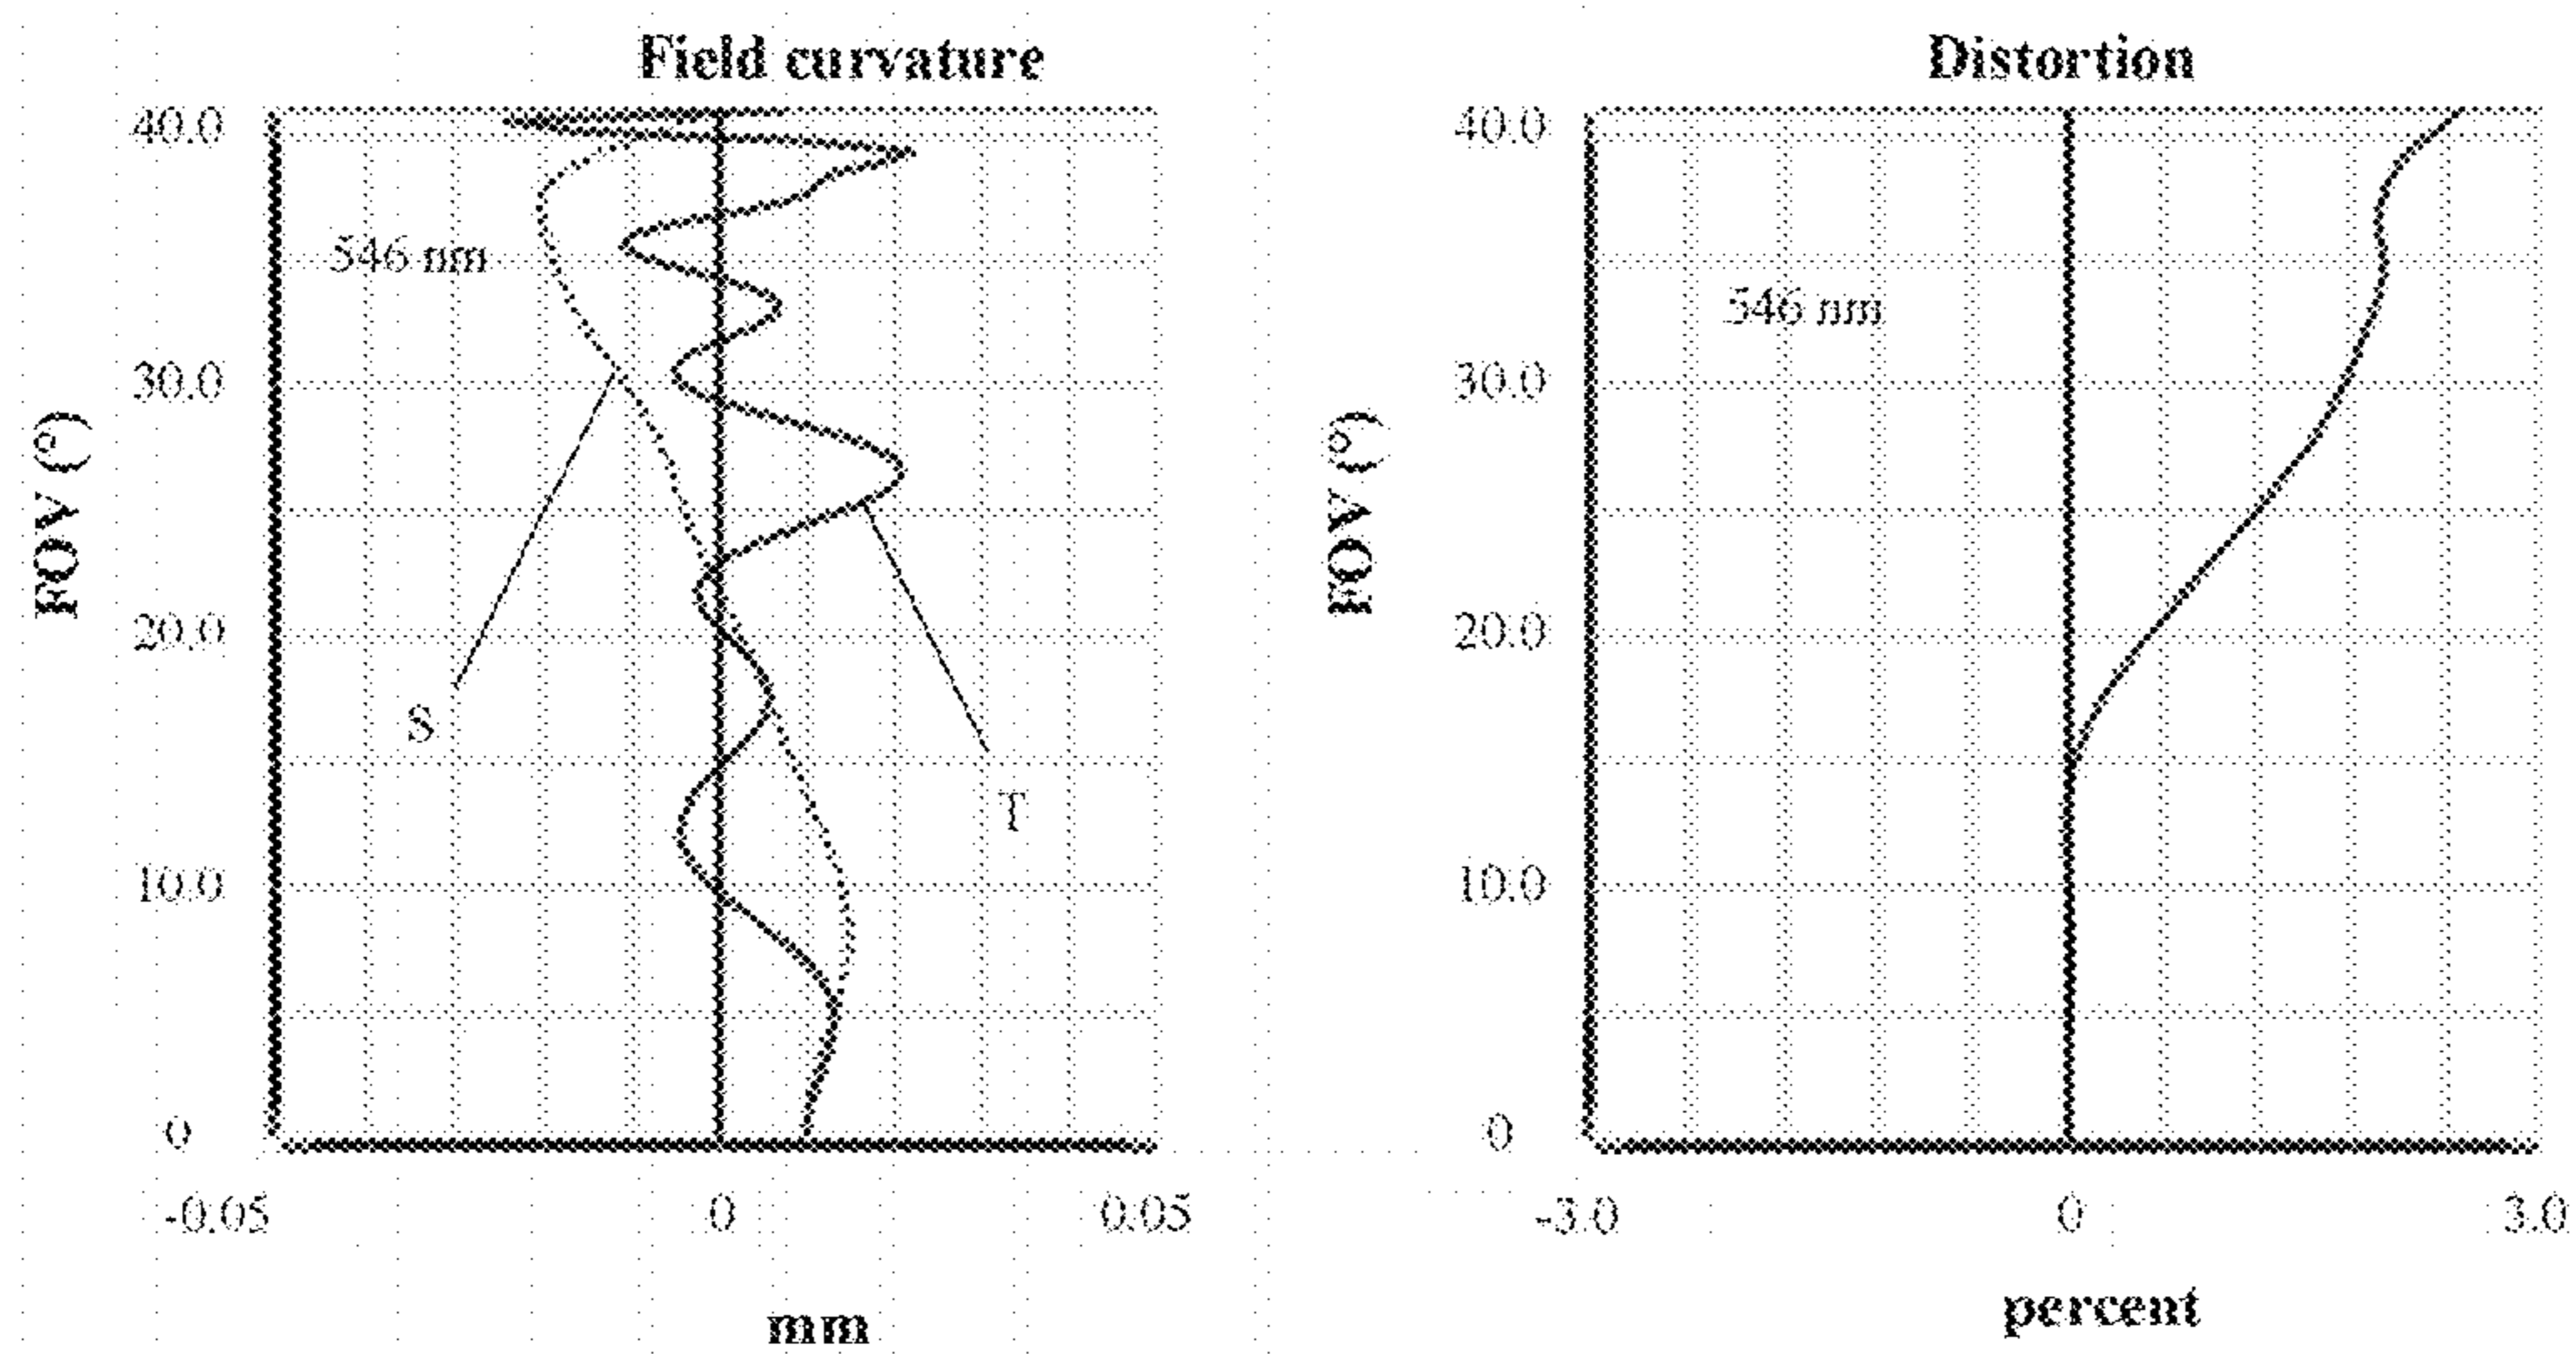 Field curvature
40.0
546 nm
30.0
FOV (°)
20.0
S
T
10.0
0
-0.05 0 0.05
mm
Distortion
40.0
546 nm
30.0
FOV (°)
20.0
10.0
0
-3.0 0 3.0
percent